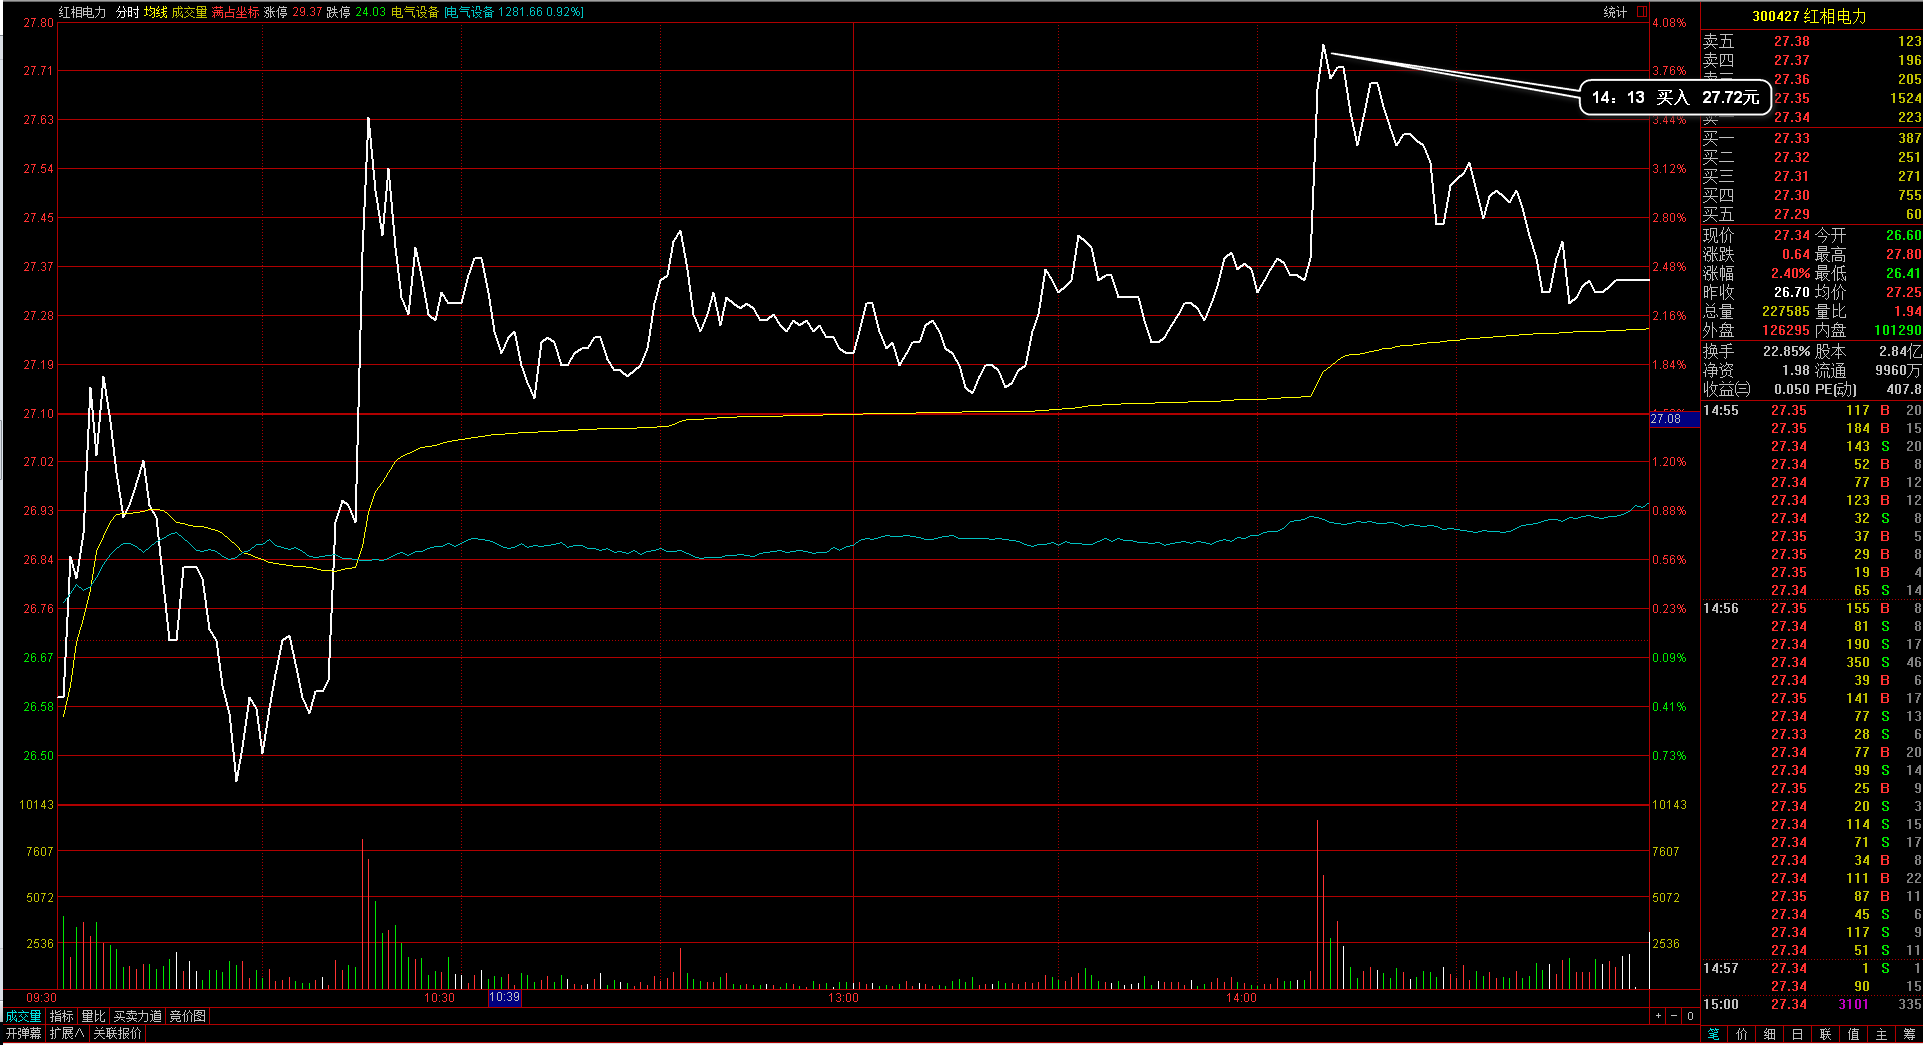 红相电力 分时 均线 成交量 满占坐标 涨停 29.37 跌停 24.03 电气设备 [电气设备 1281.66 0.92%]
统计
27.80
27.71
27.63
27.54
27.45
27.37
27.28
27.19
27.10
27.02
26.93
26.84
26.76
26.67
26.58
26.50
10143
7607
5072
2536
4.08%
3.76%
3.44%
3.12%
2.80%
2.48%
2.16%
1.84%
27.08
1.20%
0.88%
0.56%
0.23%
0.09%
0.41%
0.73%
10143
7607
5072
2536
14：13 买入 27.72元
09:30
10:30
10:39
13:00
14:00
成交量 指标 量比 买卖力道 竞价图
+ - 0
开弹幕 扩展∧ 关联报价
300427 红相电力
卖五 27.38 123
卖四 27.37 196
27.36 205
27.35 1524
27.34 223
买一 27.33 387
买二 27.32 251
买三 27.31 271
买四 27.30 755
买五 27.29 60
现价 27.34 今开 26.60
涨跌 0.64 最高 27.80
涨幅 2.40% 最低 26.41
昨收 26.70 均价 27.25
总量 227585 量比 1.94
外盘 126295 内盘 101290
换手 22.85% 股本 2.84亿
净资 1.98 流通 9960万
收益㈢ 0.050 PE(动) 407.8
14:55 27.35 117 B 20
27.35 184 B 15
27.34 143 S 20
27.34 52 B 8
27.34 77 B 12
27.34 123 B 12
27.34 32 S 8
27.35 37 B 5
27.35 29 B 8
27.35 19 B 4
27.34 65 S 14
14:56 27.35 155 B 8
27.34 81 S 8
27.34 190 S 17
27.34 350 S 46
27.34 39 B 6
27.35 141 B 17
27.34 77 S 13
27.33 28 S 6
27.34 77 B 20
27.34 99 S 14
27.35 25 B 9
27.34 20 S 3
27.34 114 S 15
27.34 71 S 17
27.34 34 B 8
27.34 111 B 22
27.35 87 B 11
27.34 45 S 6
27.34 117 S 9
27.34 51 S 11
14:57 27.34 1 S 1
27.34 90 15
15:00 27.34 3101 335
笔 价 细 日 联 值 主 筹